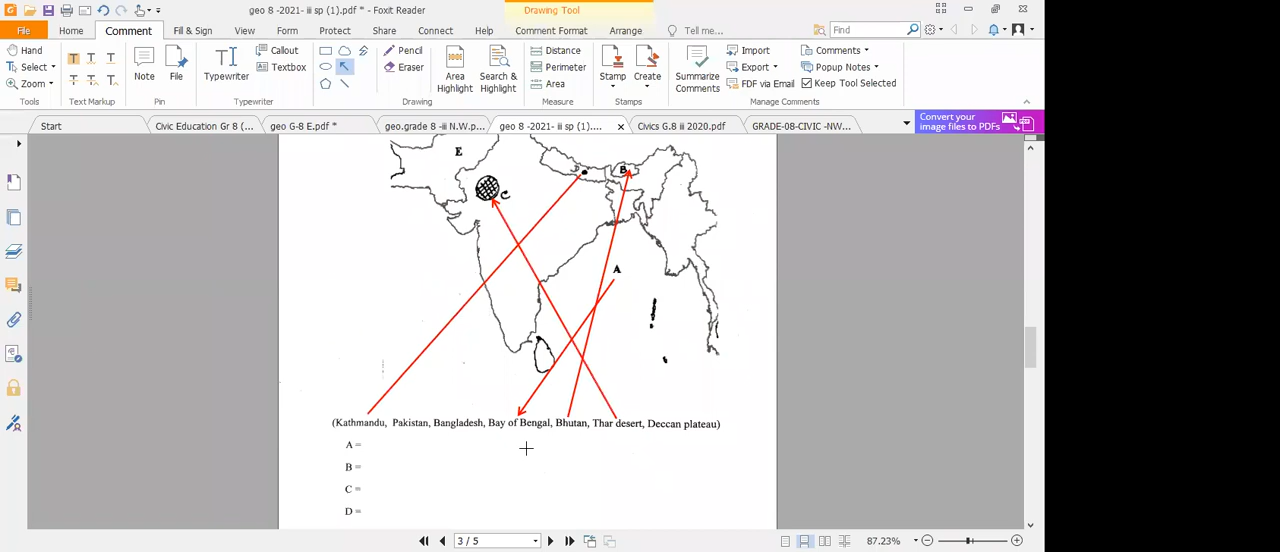 geo 8 -2021- ii sp (1).pdf * - Foxit Reader
Drawing Tool
File Home Comment Fill & Sign View Form Protect Share Connect Help Comment Format Arrange Tell me... Find
Hand
Select
Zoom
Tools
Text Markup
Note
File
Pin
Typewriter
Callout
Textbox
Typewriter
Pencil
Eraser
Drawing
Area Highlight
Search & Highlight
Distance
Perimeter
Area
Measure
Stamp
Create
Stamps
Summarize Comments
Import
Export
FDF via Email
Comments
Popup Notes
Keep Tool Selected
Manage Comments
Start Civic Education Gr 8 (... geo G-8 E.pdf * geo.grade 8 -ii N.W.p... geo 8 -2021- ii sp (1).... Civics G.8 ii 2020.pdf GRADE-08-CIVIC -NW...
Convert your
image files to PDFs
E
D
B
C
A
(Kathmandu, Pakistan, Bangladesh, Bay of Bengal, Bhutan, Thar desert, Deccan plateau)
A =
B =
C =
D =
3 / 5
87.23%